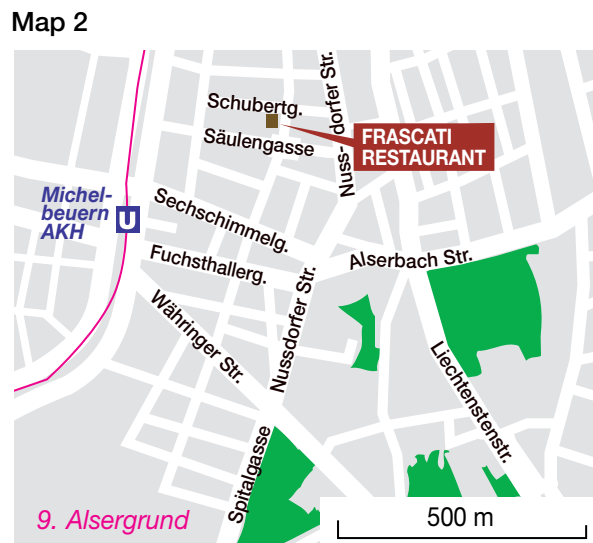 Map 2
Schubertg.
Säulengasse
Nuss-
dorfer Str.
FRASCATI
RESTAURANT
Michel-
beuern
AKH
U
Sechschimmelg.
Fuchsthallerg.
Alserbach Str.
Nussdorfer Str.
Währinger Str.
Liechtenstenstr.
Spitalgasse
9. Alsergrund
500 m